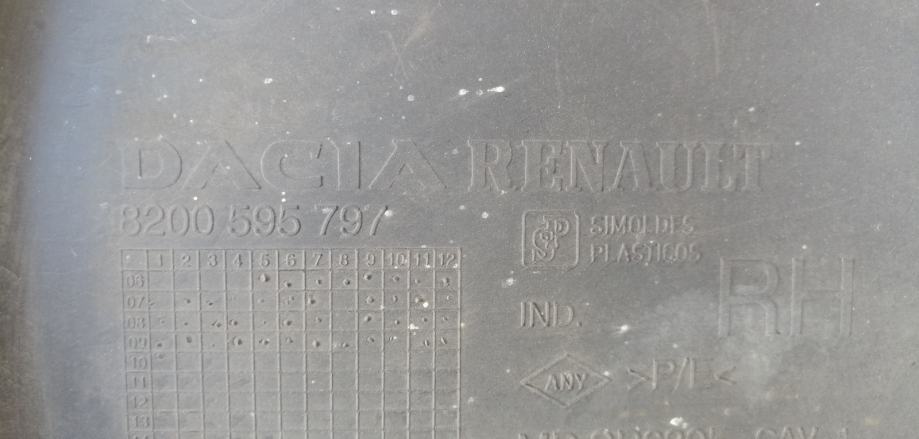 DACIA RENAULT
8200 595 797
SIMOLDES
PLASTICOS
1 2 3 4 5 6 7 8 9 10 11 12
06
07
08
09
10
11
12
13
RH
IND.
ANY >P/E<